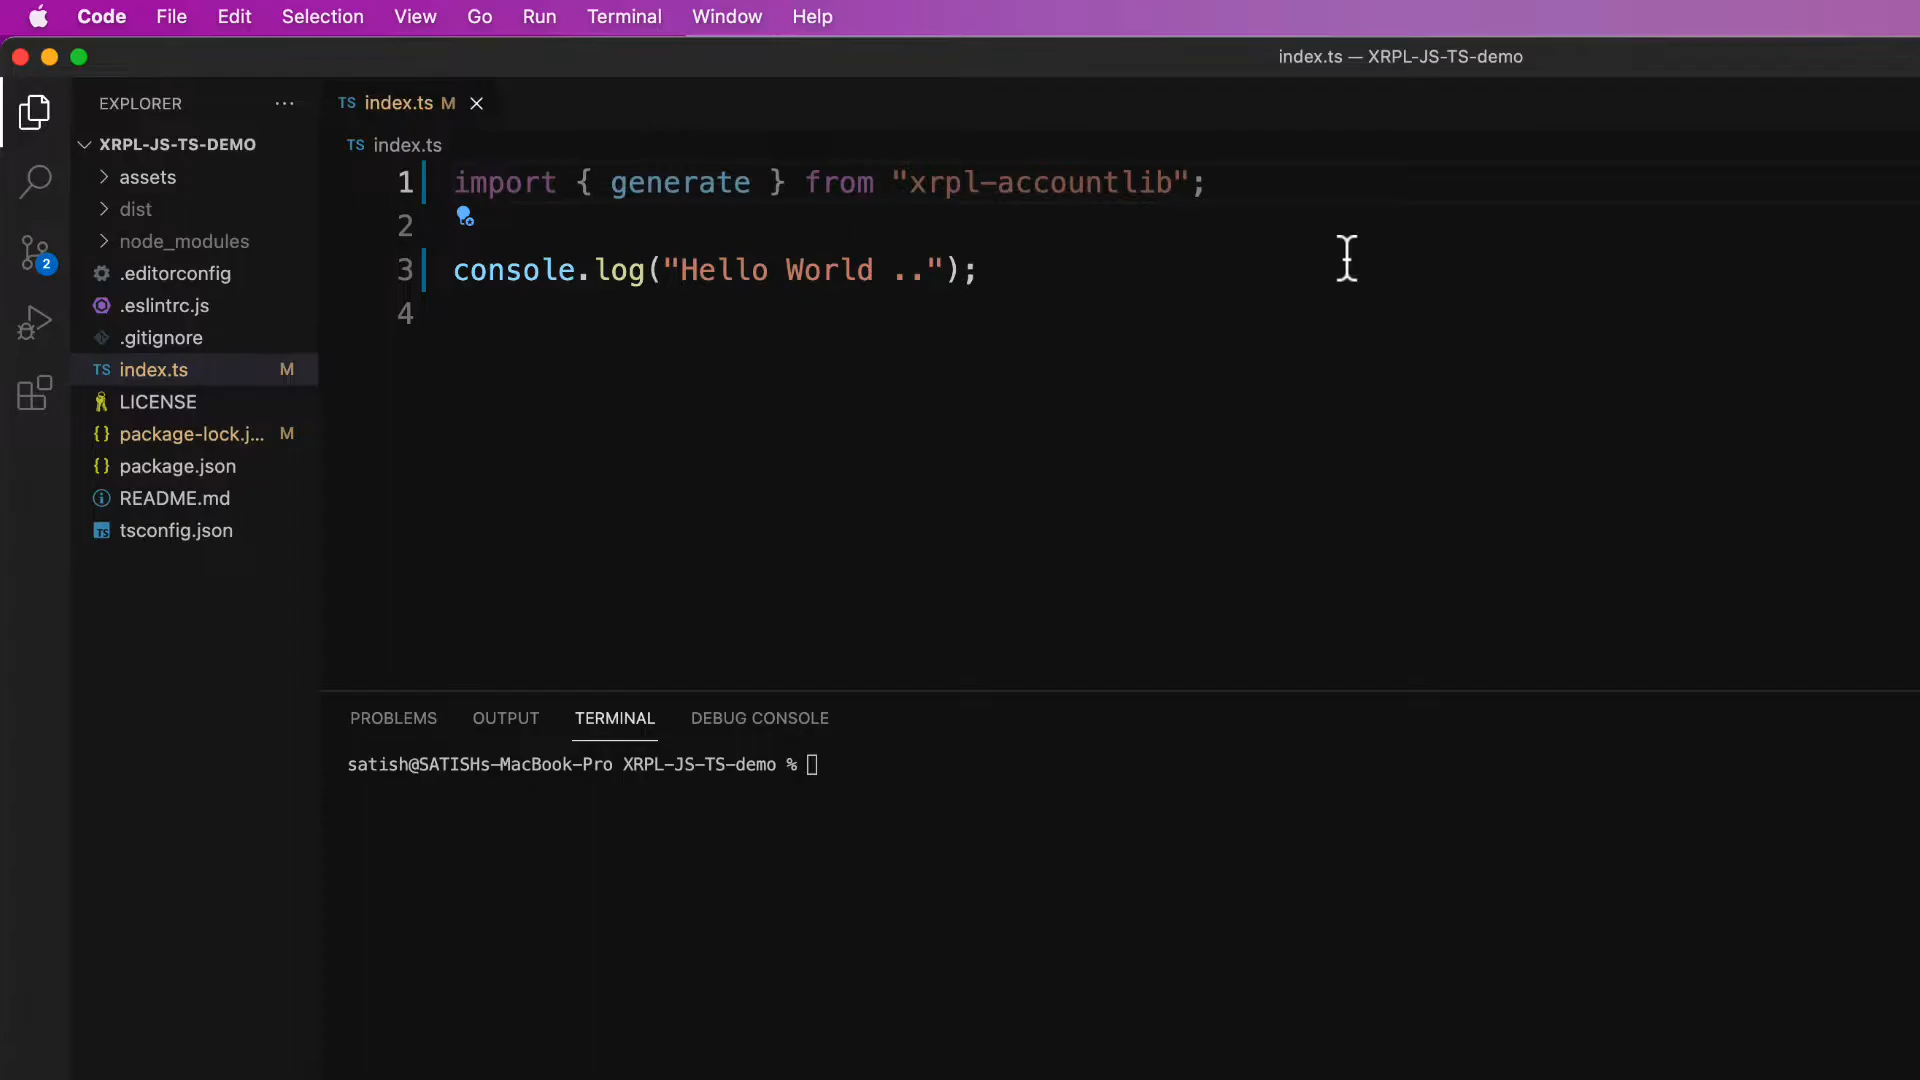 Code File Edit Selection View Go Run Terminal Window Help
index.ts — XRPL-JS-TS-demo
EXPLORER ···
TS index.ts M
XRPL-JS-TS-DEMO
TS index.ts
assets
dist
node_modules
2
.editorconfig
.eslintrc.js
.gitignore
TS index.ts M
LICENSE
{} package-lock.j... M
{} package.json
README.md
TS tsconfig.json
1 import { generate } from "xrpl-accountlib";
2
3 console.log("Hello World ..");
4
PROBLEMS OUTPUT TERMINAL DEBUG CONSOLE
satish@SATISHs-MacBook-Pro XRPL-JS-TS-demo %